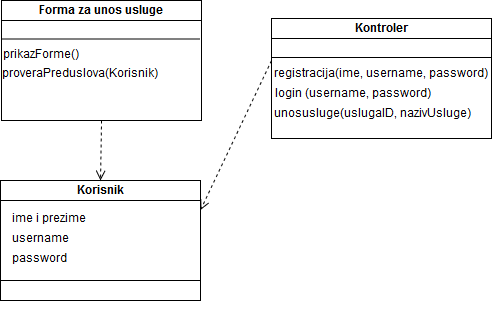 Forma za unos usluge
prikazForme()
proveraPreduslova(Korisnik)
Kontroler
registracija(ime, username, password)
login (username, password)
unosusluge(uslugaID, nazivUsluge)
Korisnik
ime i prezime
username
password